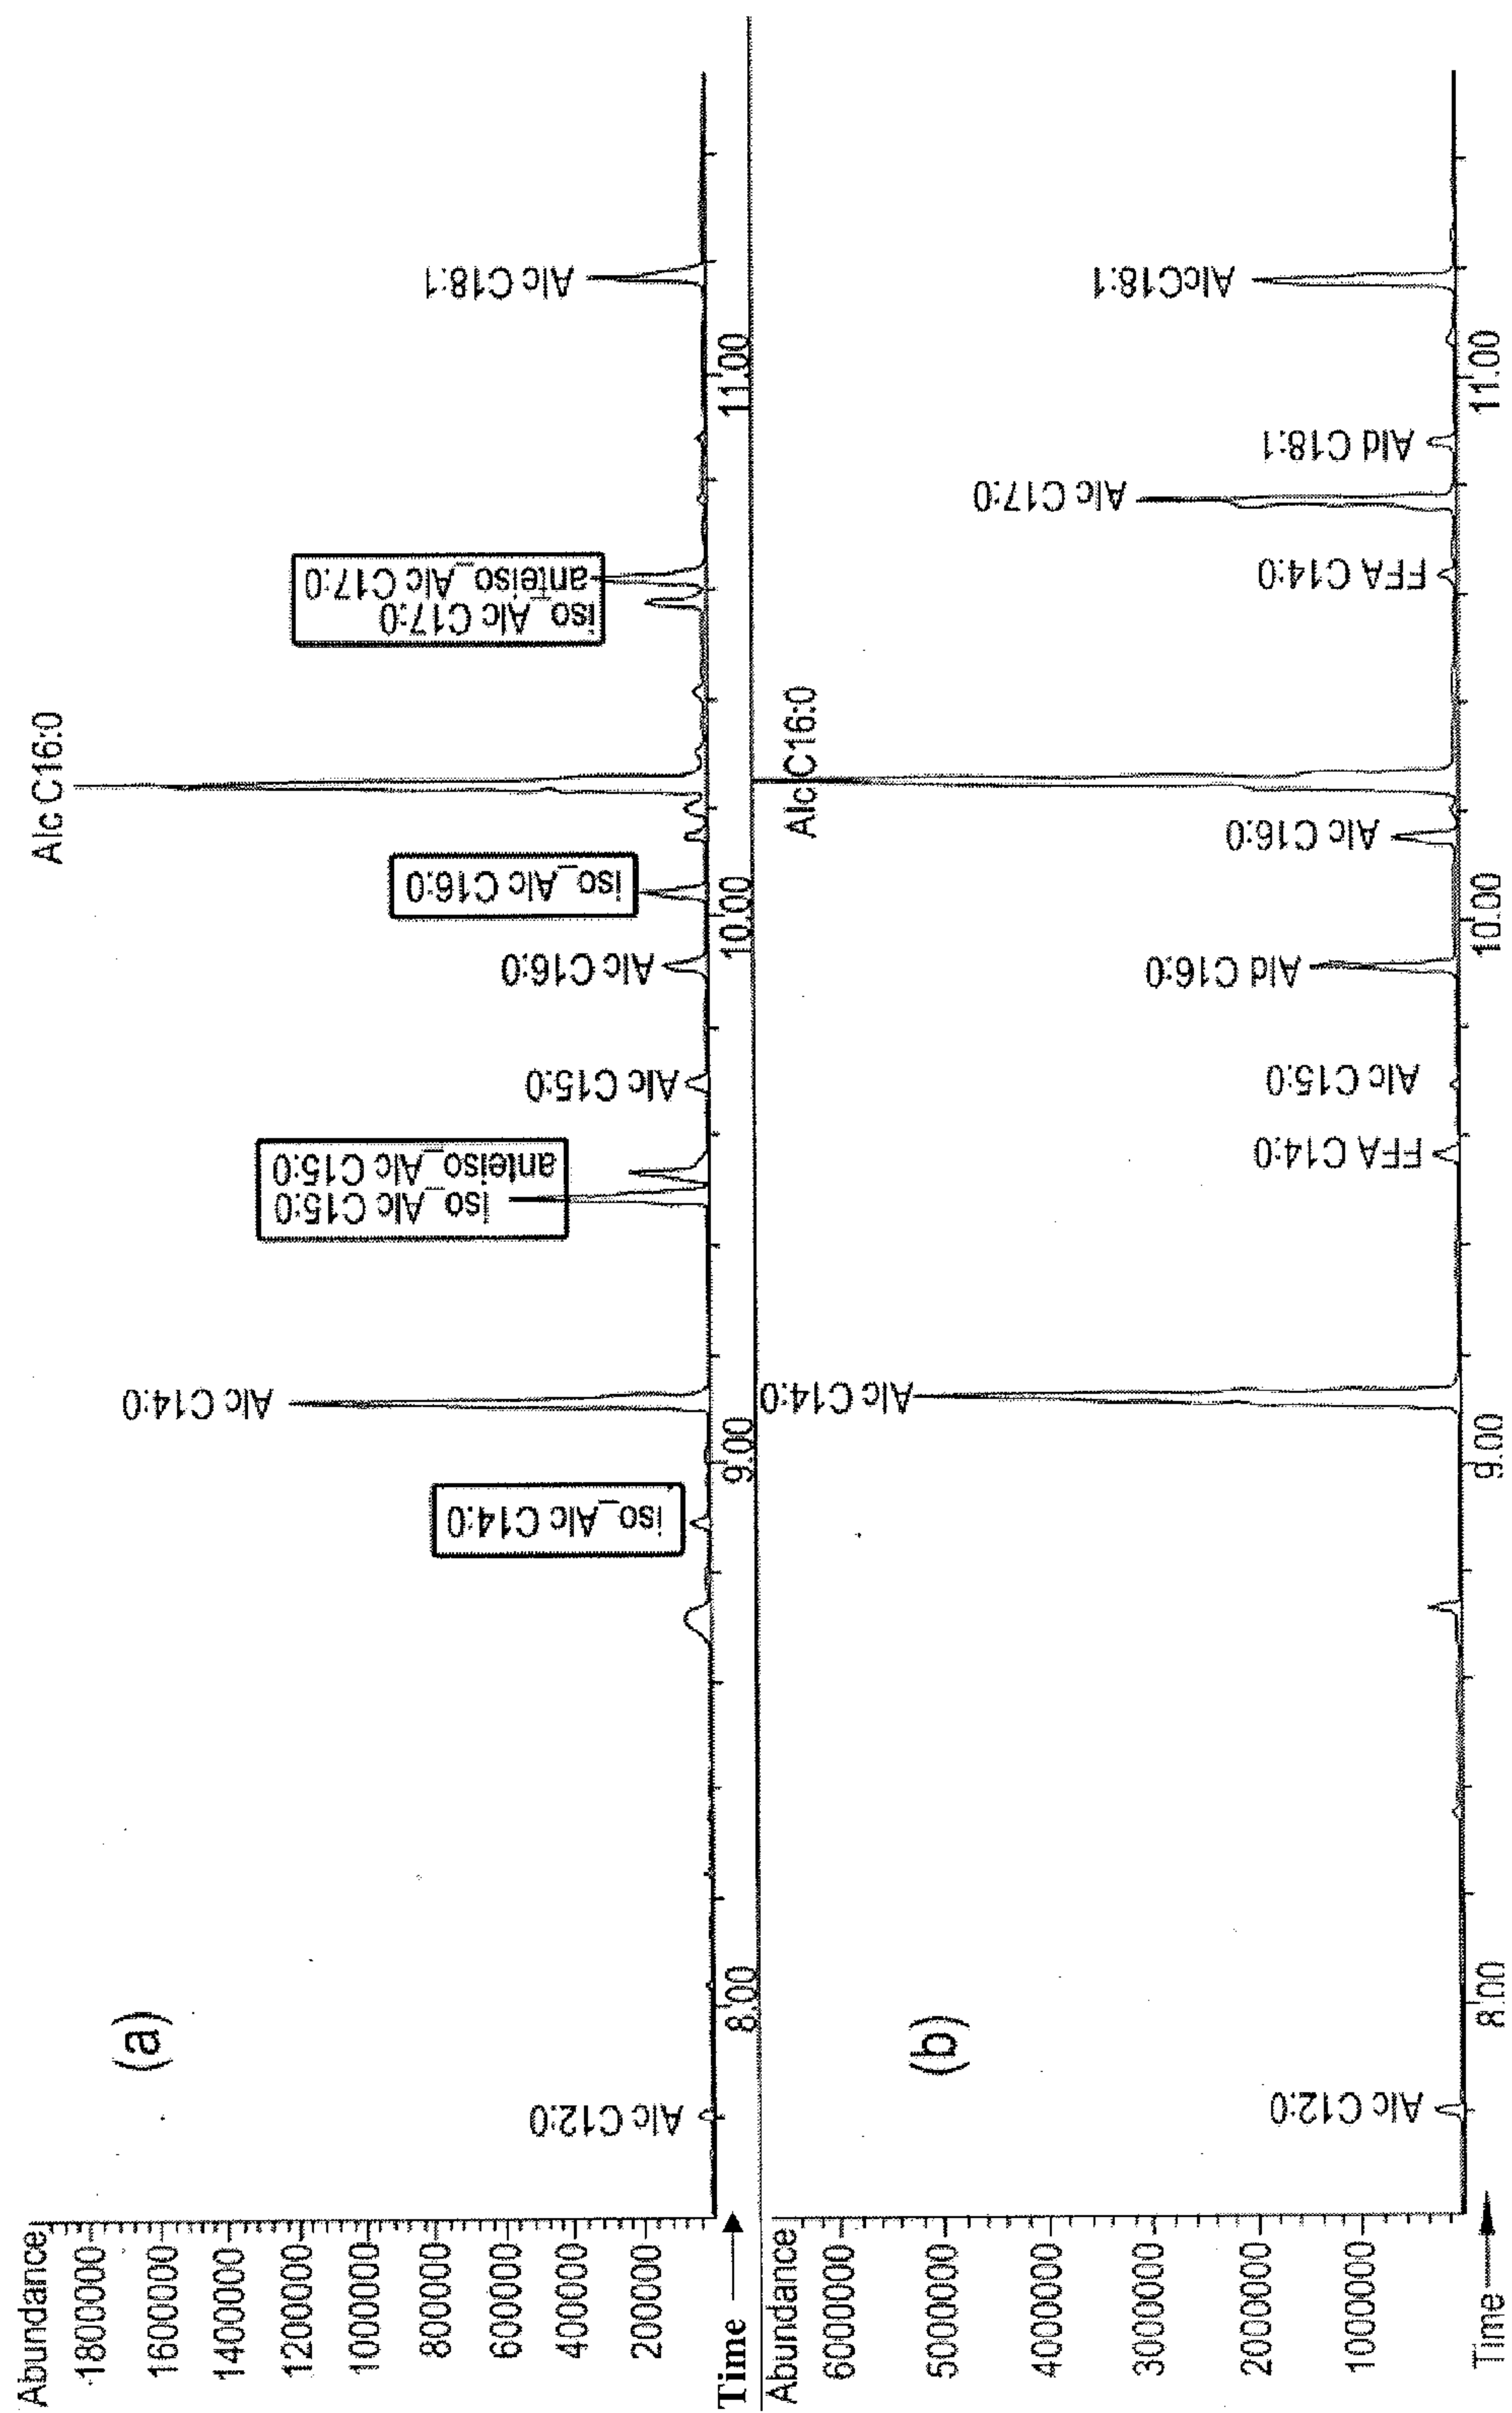 Abundance
1800000
1600000
1400000
1200000
1000000
800000
600000
400000
200000
Time
(a)
Alc C12:0
iso_Alc C14:0
Alc C14:0
iso_Alc C15:0
anteiso_Alc C15:0
Alc C15:0
Alc C16:0
iso_Alc C16:0
Alc C16:0
iso_Alc C17:0
anteiso_Alc C17:0
Alc C18:1
8.00
9.00
10.00
11.00
Abundance
6000000
5000000
4000000
3000000
2000000
1000000
Time
(b)
Alc C12:0
Alc C14:0
FFA C14:0
Alc C15:0
Ald C16:0
Alc C16:0
Alc C16:0
FFA C14:0
Alc C17:0
Ald C18:1
AlcC18:1
8.00
9.00
10.00
11.00